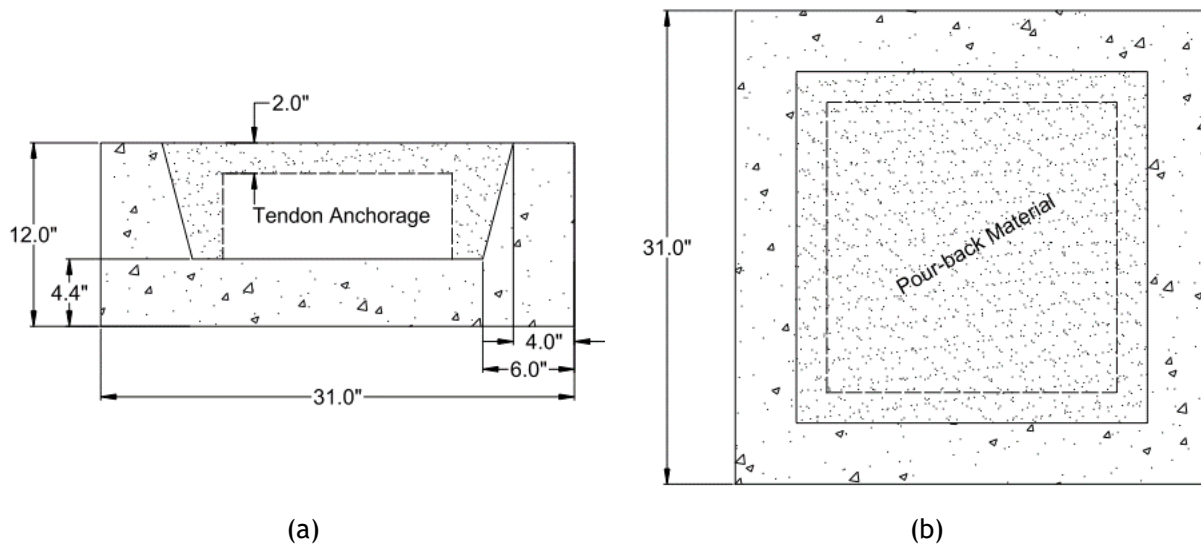 2.0"
Tendon Anchorage
12.0"
4.4"
4.0"
6.0"
31.0"
(a)
31.0"
Pour-back Material
(b)